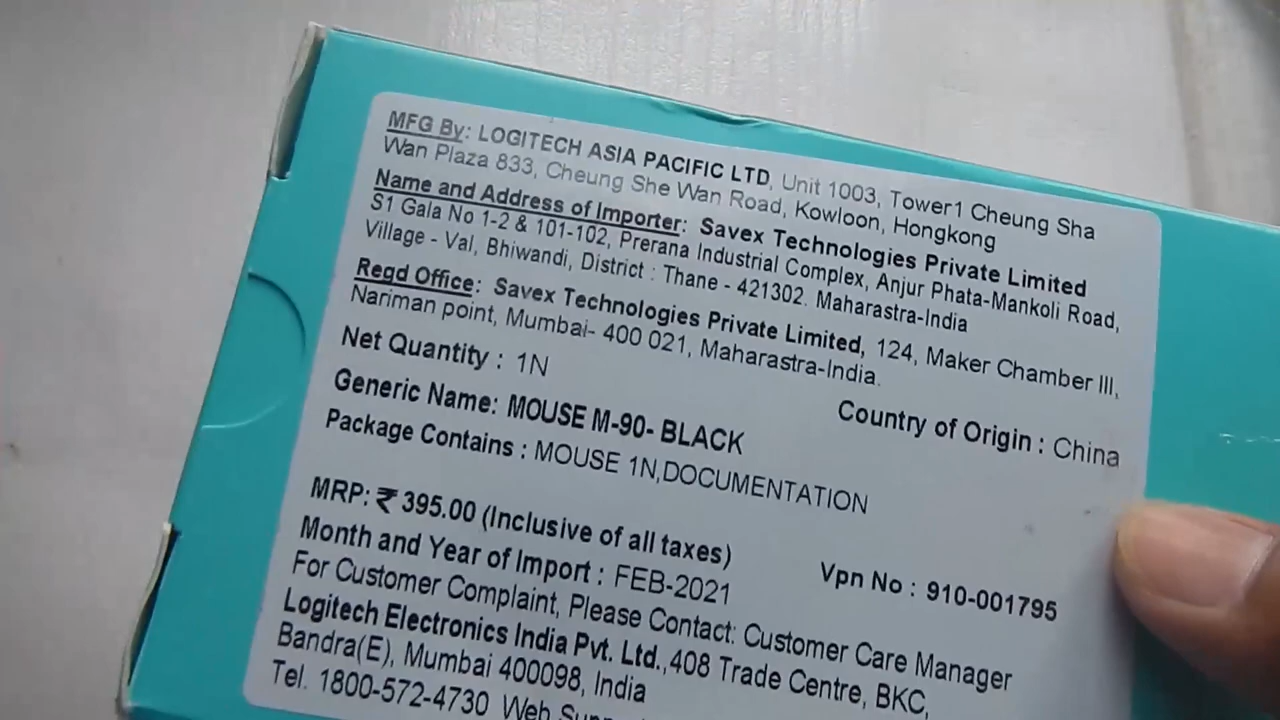 MFG By: LOGITECH ASIA PACIFIC LTD, Unit 1003, Tower1 Cheung Sha
Wan Plaza 833, Cheung She Wan Road, Kowloon, Hongkong
Name and Address of Importer: Savex Technologies Private Limited
S1 Gala No 1-2 & 101-102, Prerana Industrial Complex, Anjur Phata-Mankoli Road,
Village - Val, Bhiwandi, District : Thane - 421302. Maharastra-India
Regd Office: Savex Technologies Private Limited, 124, Maker Chamber III,
Nariman point, Mumbai- 400 021, Maharastra-India.
Net Quantity : 1N
Country of Origin : China
Generic Name: MOUSE M-90- BLACK
Package Contains : MOUSE 1N,DOCUMENTATION
MRP: ₹ 395.00 (Inclusive of all taxes)
Vpn No : 910-001795
Month and Year of Import : FEB-2021
For Customer Complaint, Please Contact: Customer Care Manager
Logitech Electronics India Pvt. Ltd.,408 Trade Centre, BKC,
Bandra(E), Mumbai 400098, India
Tel. 1800-572-4730 Web